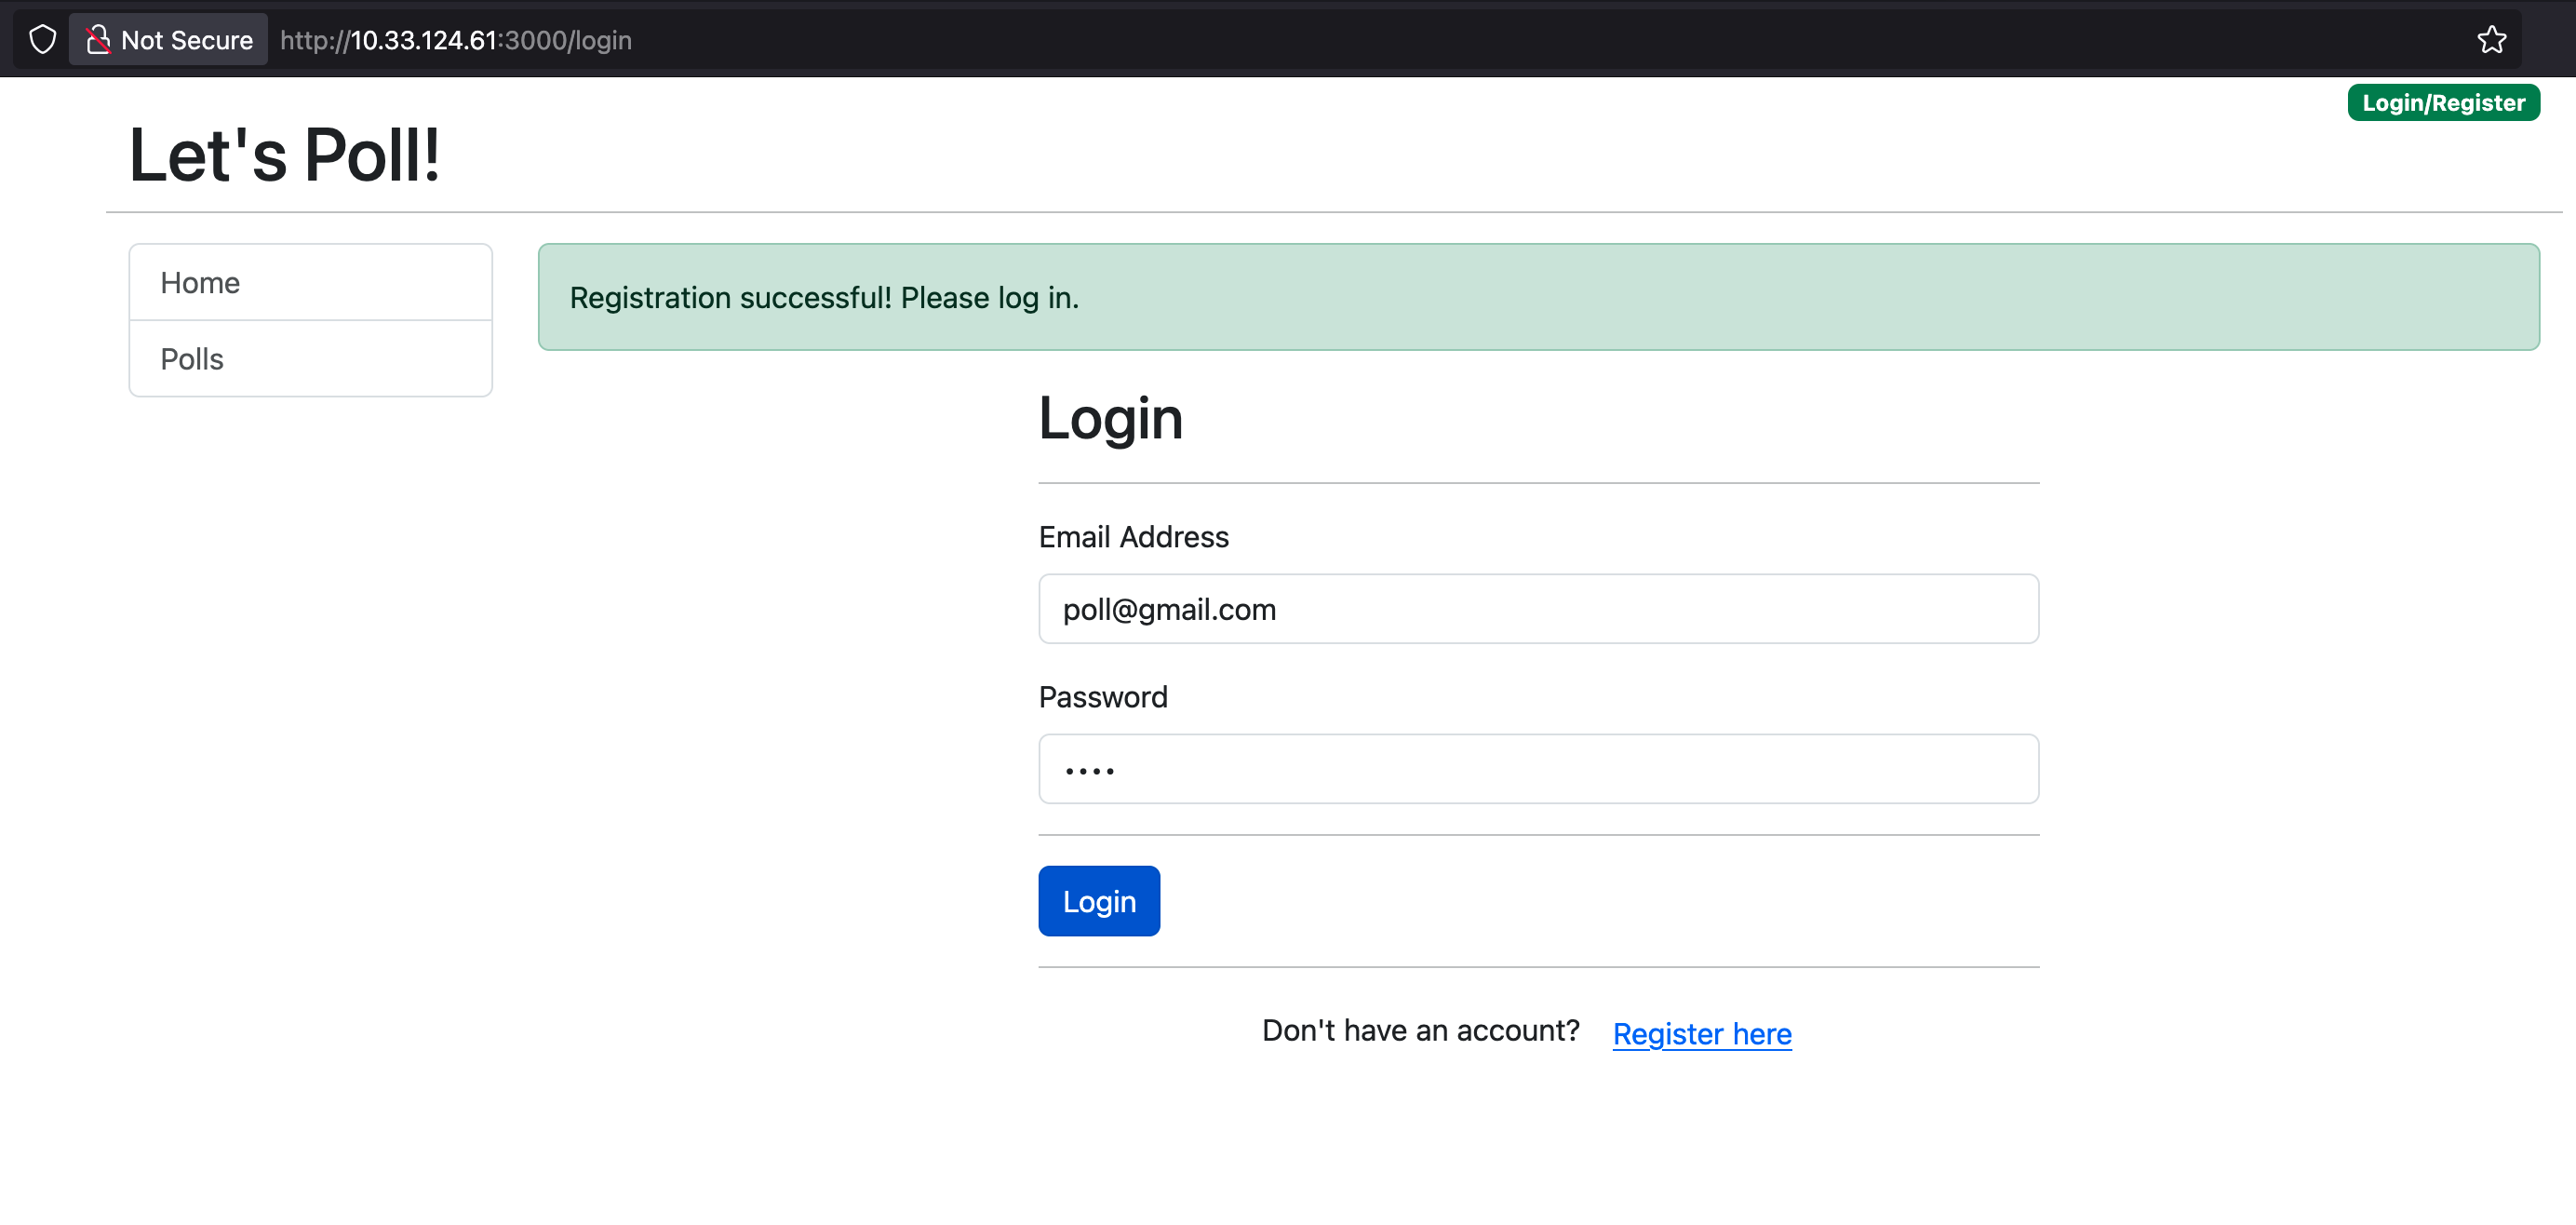 Not Secure http://10.33.124.61:3000/login
Login/Register
Let's Poll!
Home
Polls
Registration successful! Please log in.
Login
Email Address
poll@gmail.com
Password
••••
Login
Don't have an account? Register here